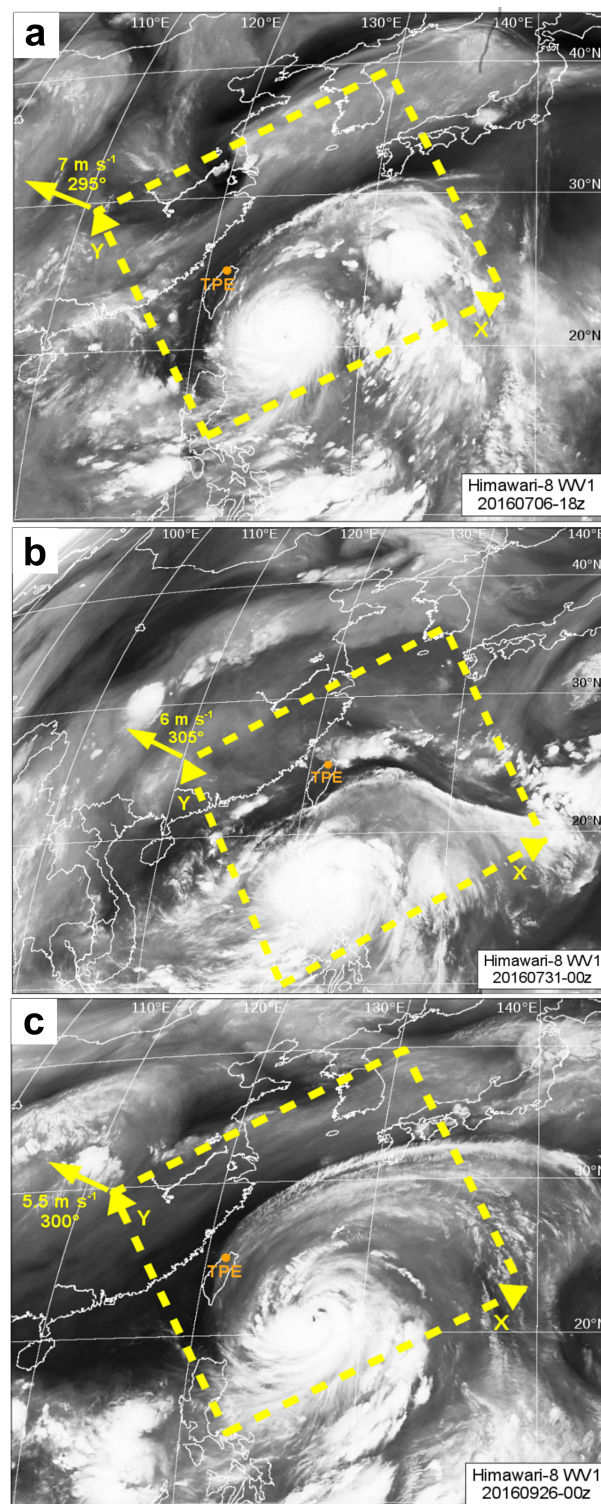 a
110°E
120°E
130°E
140°E
40°N
7 m s⁻¹
295°
30°N
Y
TPE
20°N
X
Himawari-8 WV1
20160706-18z
b
100°E
110°E
120°E
130°E
140°E
40°N
30°N
6 m s⁻¹
305°
TPE
Y
20°N
X
Himawari-8 WV1
20160731-00z
c
110°E
120°E
130°E
140°E
30°N
5.5 m s⁻¹
300°
Y
TPE
20°N
X
Himawari-8 WV1
20160926-00z